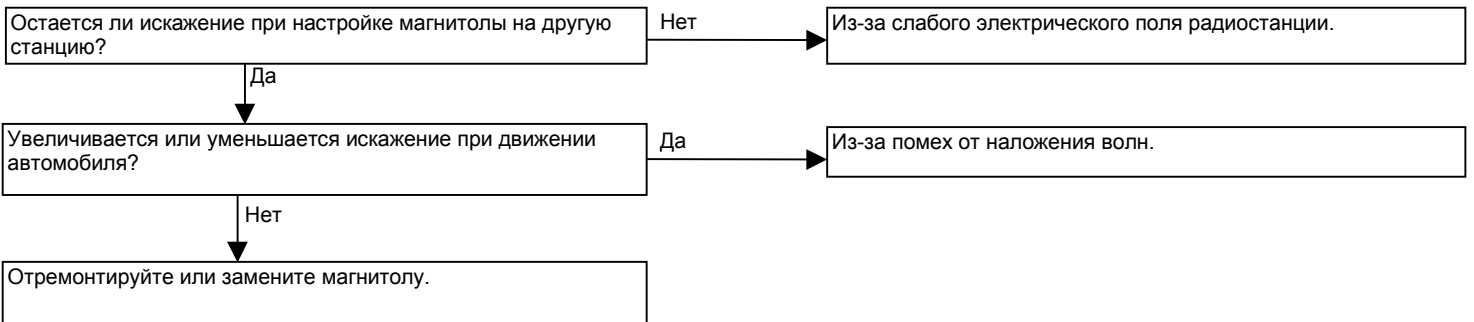 Остается ли искажение при настройке магнитолы на другую
станцию?
Нет
Из-за слабого электрического поля радиостанции.
Да
Увеличивается или уменьшается искажение при движении
автомобиля?
Да
Из-за помех от наложения волн.
Нет
Отремонтируйте или замените магнитолу.